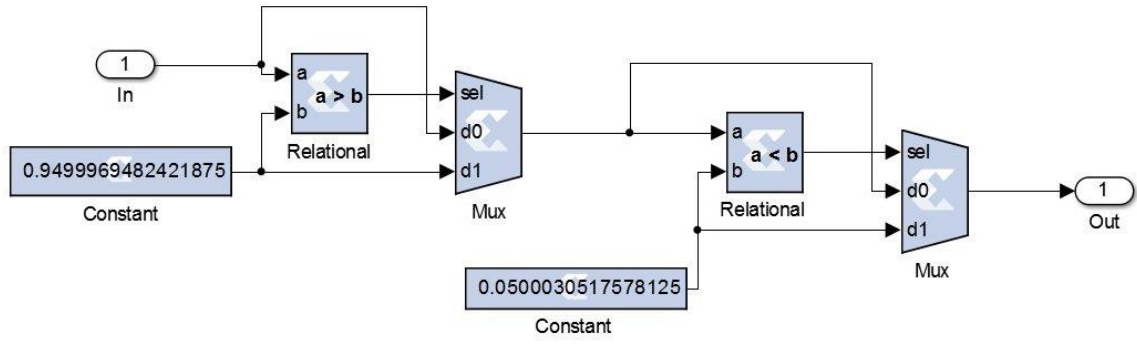 1
In
a
b
a > b
Relational
0.9499969482421875
Constant
sel
d0
d1
Mux
a
b
a < b
Relational
0.0500030517578125
Constant
sel
d0
d1
Mux
1
Out